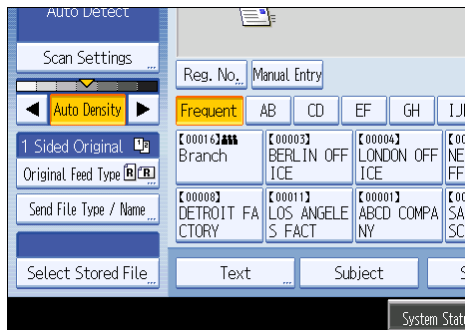 Auto Detect
Scan Settings
Reg. No.
Manual Entry
Auto Density
Frequent
AB
CD
EF
GH
1 Sided Original
Original Feed Type
[00016]
Branch
[00003]
BERLIN OFF
ICE
[00004]
LONDON OFF
ICE
Send File Type / Name
[00008]
DETROIT FA
CTORY
[00011]
LOS ANGELE
S FACT
[00001]
ABCD COMPA
NY
Select Stored File
Text
Subject
System Statu